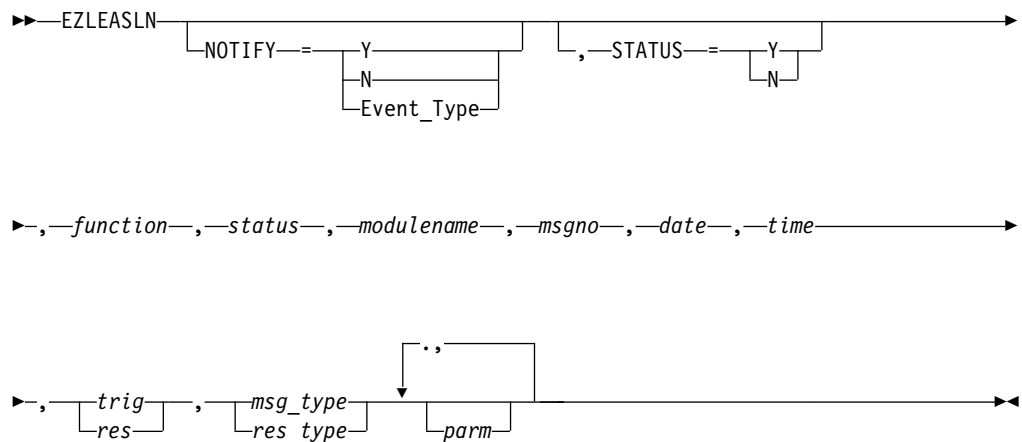 EZLEASLN
NOTIFY = Y , STATUS = Y
N N
Event_Type
, function , status , modulename , msgno , date , time
.,
, trig , msg_type
res res type parm